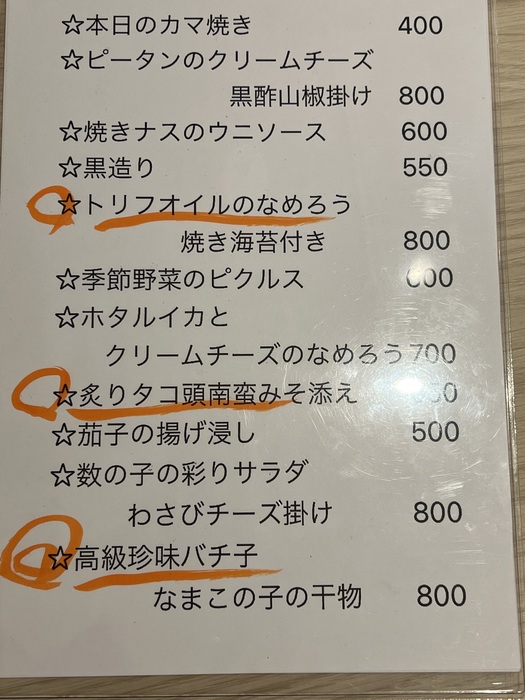 ☆本日のカマ焼き 400
☆ピータンのクリームチーズ
黒酢山椒掛け 800
☆焼きナスのウニソース 600
☆黒造り 550
☆トリフオイルのなめろう
焼き海苔付き 800
☆季節野菜のピクルス
☆ホタルイカと
クリームチーズのなめろう 700
☆炙りタコ頭南蛮みそ添え
☆茄子の揚げ浸し 500
☆数の子の彩りサラダ
わさびチーズ掛け 800
☆高級珍味バチ子
なまこの子の干物 800